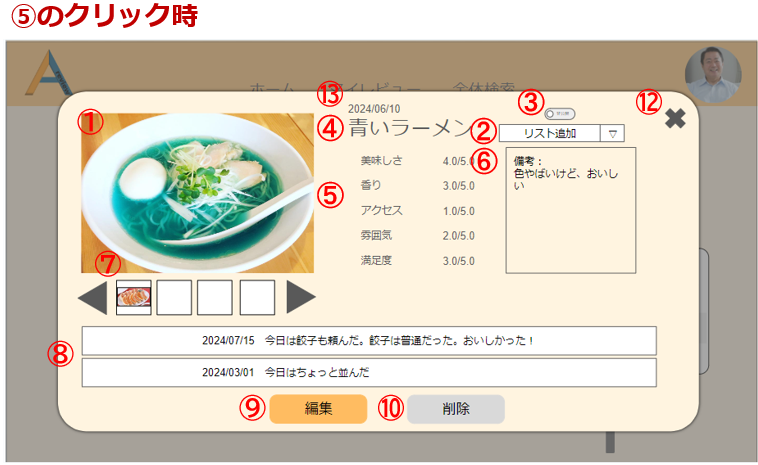 ⑤のクリック時
ホーム マイレビュー 全体検索
①
⑬
2024/06/10
③
⑫
④
青いラーメン
②
リスト追加 ▽
⑤
美味しさ 4.0/5.0
香り 3.0/5.0
アクセス 1.0/5.0
雰囲気 2.0/5.0
満足度 3.0/5.0
⑥
備考：
色やばいけど、おいし
い
⑦
⑧
2024/07/15 今日は餃子も頼んだ。餃子は普通だった。おいしかった！
2024/03/01 今日はちょっと並んだ
⑨
編集
⑩
削除